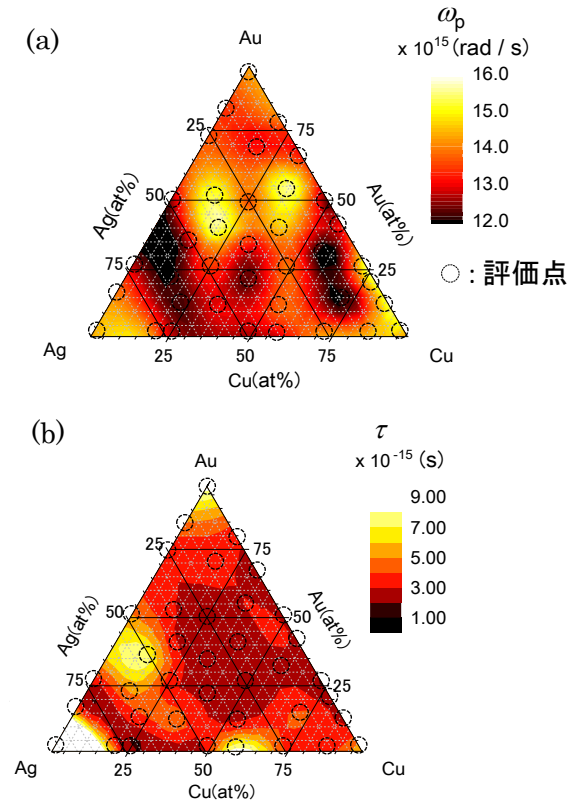 (a)
ωp
x 10¹⁵(rad / s)
Au
16.0
15.0
14.0
13.0
12.0
75
75
Ag(at%)
50
50
Au(at%)
75
25
○ : 評価点
Ag
25
50
75
Cu
Cu(at%)
(b)
τ
x 10⁻¹⁵ (s)
Au
9.00
7.00
5.00
3.00
1.00
25
75
Ag(at%)
50
50
Au(at%)
75
25
Ag
25
50
75
Cu
Cu(at%)